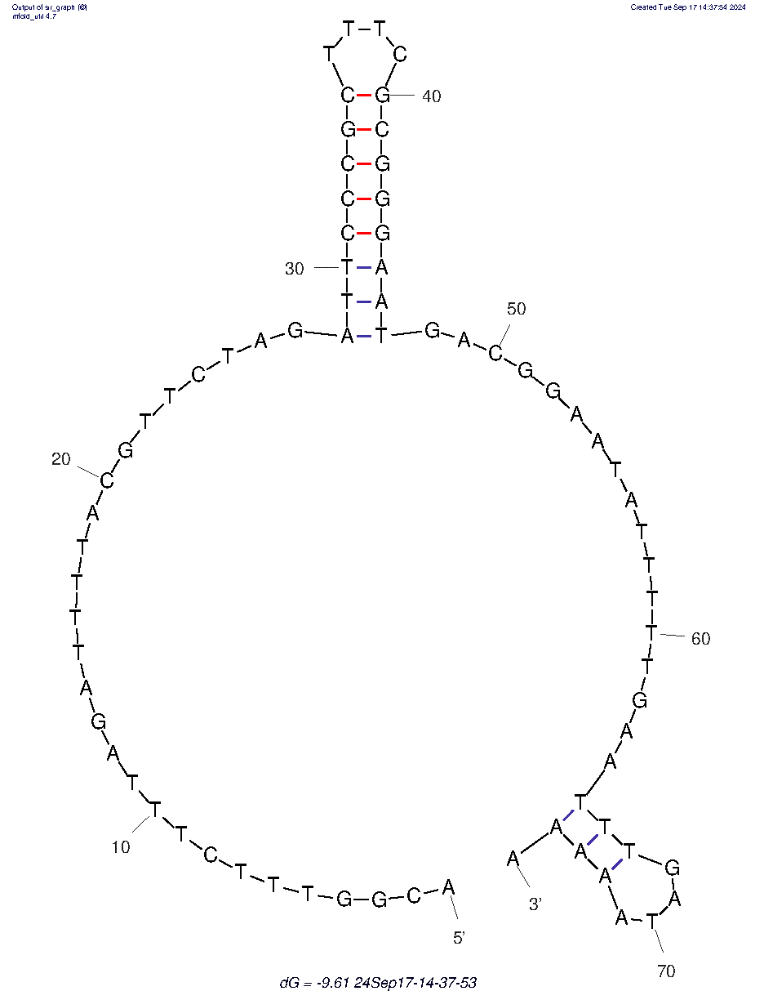 Output of sir_graph (©)
mfold_util 4.7
Created Tue Sep 17 14:37:54 2024
5'
A C G G T T T C T T
10
T A G A T T T T A C
20
G T T C T A G A T T
30
C C C G C T T T C G
40
C G G G A A T G A C
50
G G A A T A T T T T
60
T G A A T T T G A T
70
A A A A A
3'
dG = -9.61 24Sep17-14-37-53